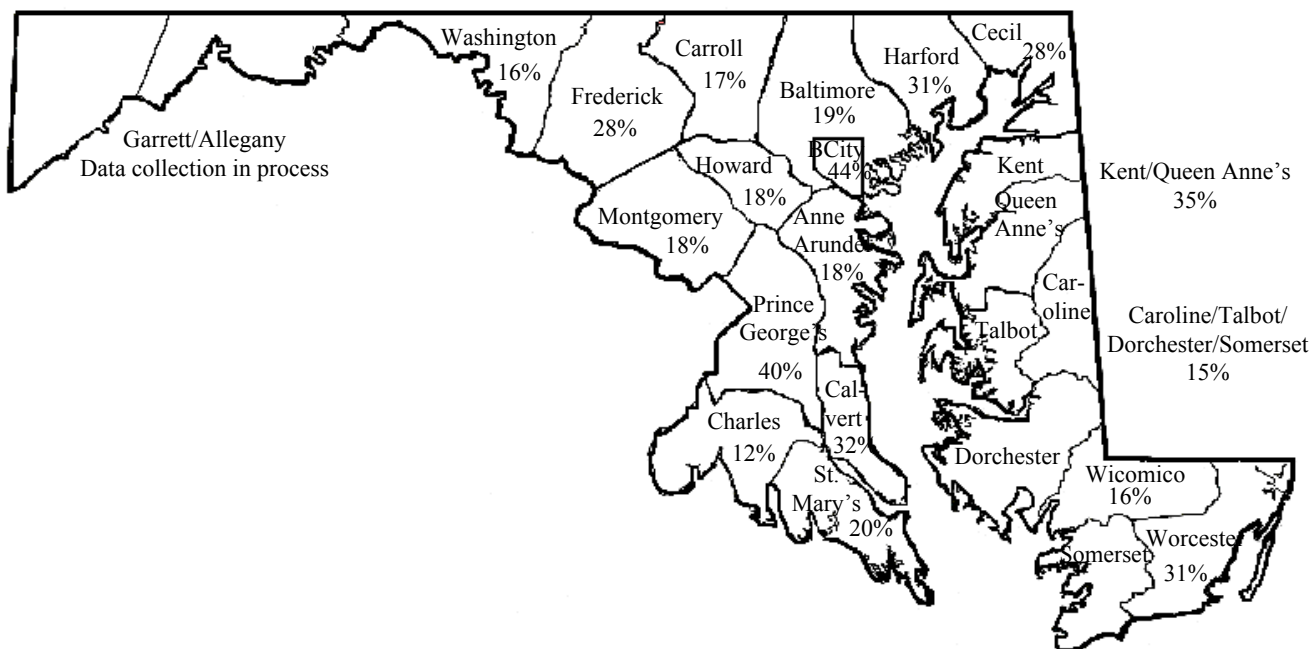 Washington
16%
Frederick
28%
Carroll
17%
Baltimore
19%
Harford
31%
Cecil
28%
Garrett/Allegany
Data collection in process
BCity
44%
Howard
18%
Montgomery
18%
Anne
Arundel
18%
Kent
Queen
Anne’s
Kent/Queen Anne’s
35%
Prince
George’s
40%
Car-
oline
Talbot
Caroline/Talbot/
Dorchester/Somerset
15%
Cal-
vert
32%
Charles
12%
St.
Mary’s
20%
Dorchester
Wicomico
16%
Somerset
Worcester
31%